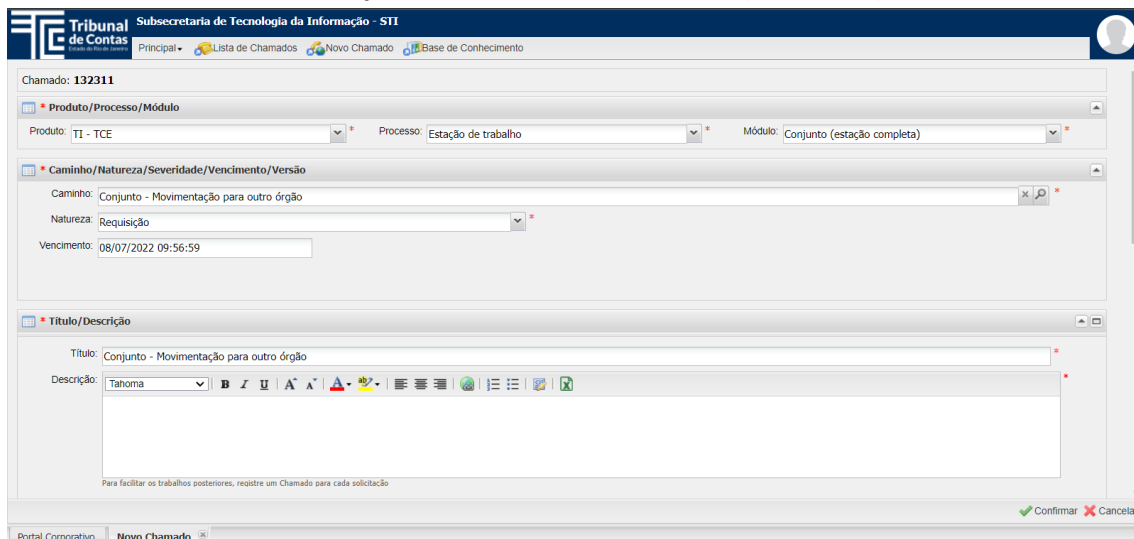 Tribunal
de Contas
Estado do Rio de Janeiro
Subsecretaria de Tecnologia da Informação - STI
Principal Lista de Chamados Novo Chamado Base de Conhecimento
Chamado: 132311
* Produto/Processo/Módulo
Produto: TI - TCE * Processo: Estação de trabalho * Módulo: Conjunto (estação completa) *
* Caminho/Natureza/Severidade/Vencimento/Versão
Caminho: Conjunto - Movimentação para outro órgão *
Natureza: Requisição *
Vencimento: 08/07/2022 09:56:59
* Título/Descrição
Título: Conjunto - Movimentação para outro órgão *
Descrição: Tahoma B I U A A A ab *
Para facilitar os trabalhos posteriores, registre um Chamado para cada solicitação
Confirmar Cancela
Portal Corporativo Novo Chamado